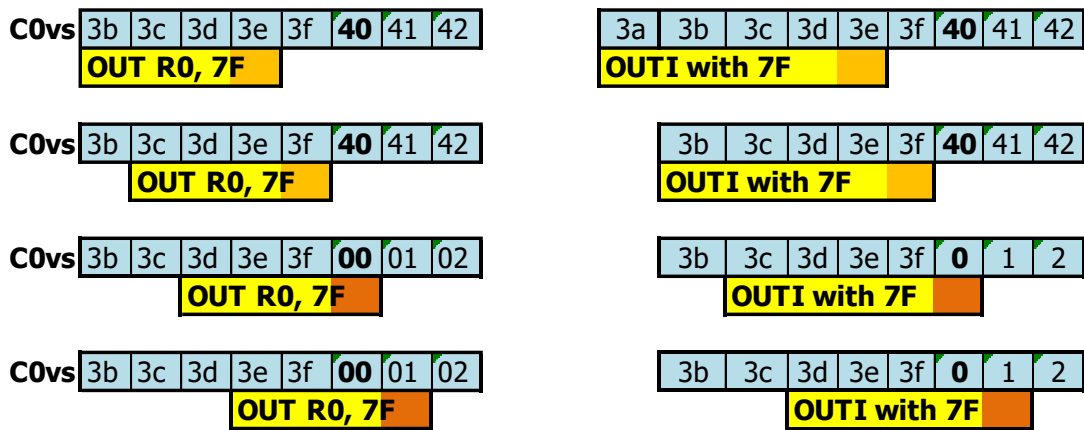 C0vs 3b 3c 3d 3e 3f 40 41 42 3a 3b 3c 3d 3e 3f 40 41 42
OUT R0, 7F OUTI with 7F
C0vs 3b 3c 3d 3e 3f 40 41 42 3b 3c 3d 3e 3f 40 41 42
OUT R0, 7F OUTI with 7F
C0vs 3b 3c 3d 3e 3f 00 01 02 3b 3c 3d 3e 3f 0 1 2
OUT R0, 7F OUTI with 7F
C0vs 3b 3c 3d 3e 3f 00 01 02 3b 3c 3d 3e 3f 0 1 2
OUT R0, 7F OUTI with 7F